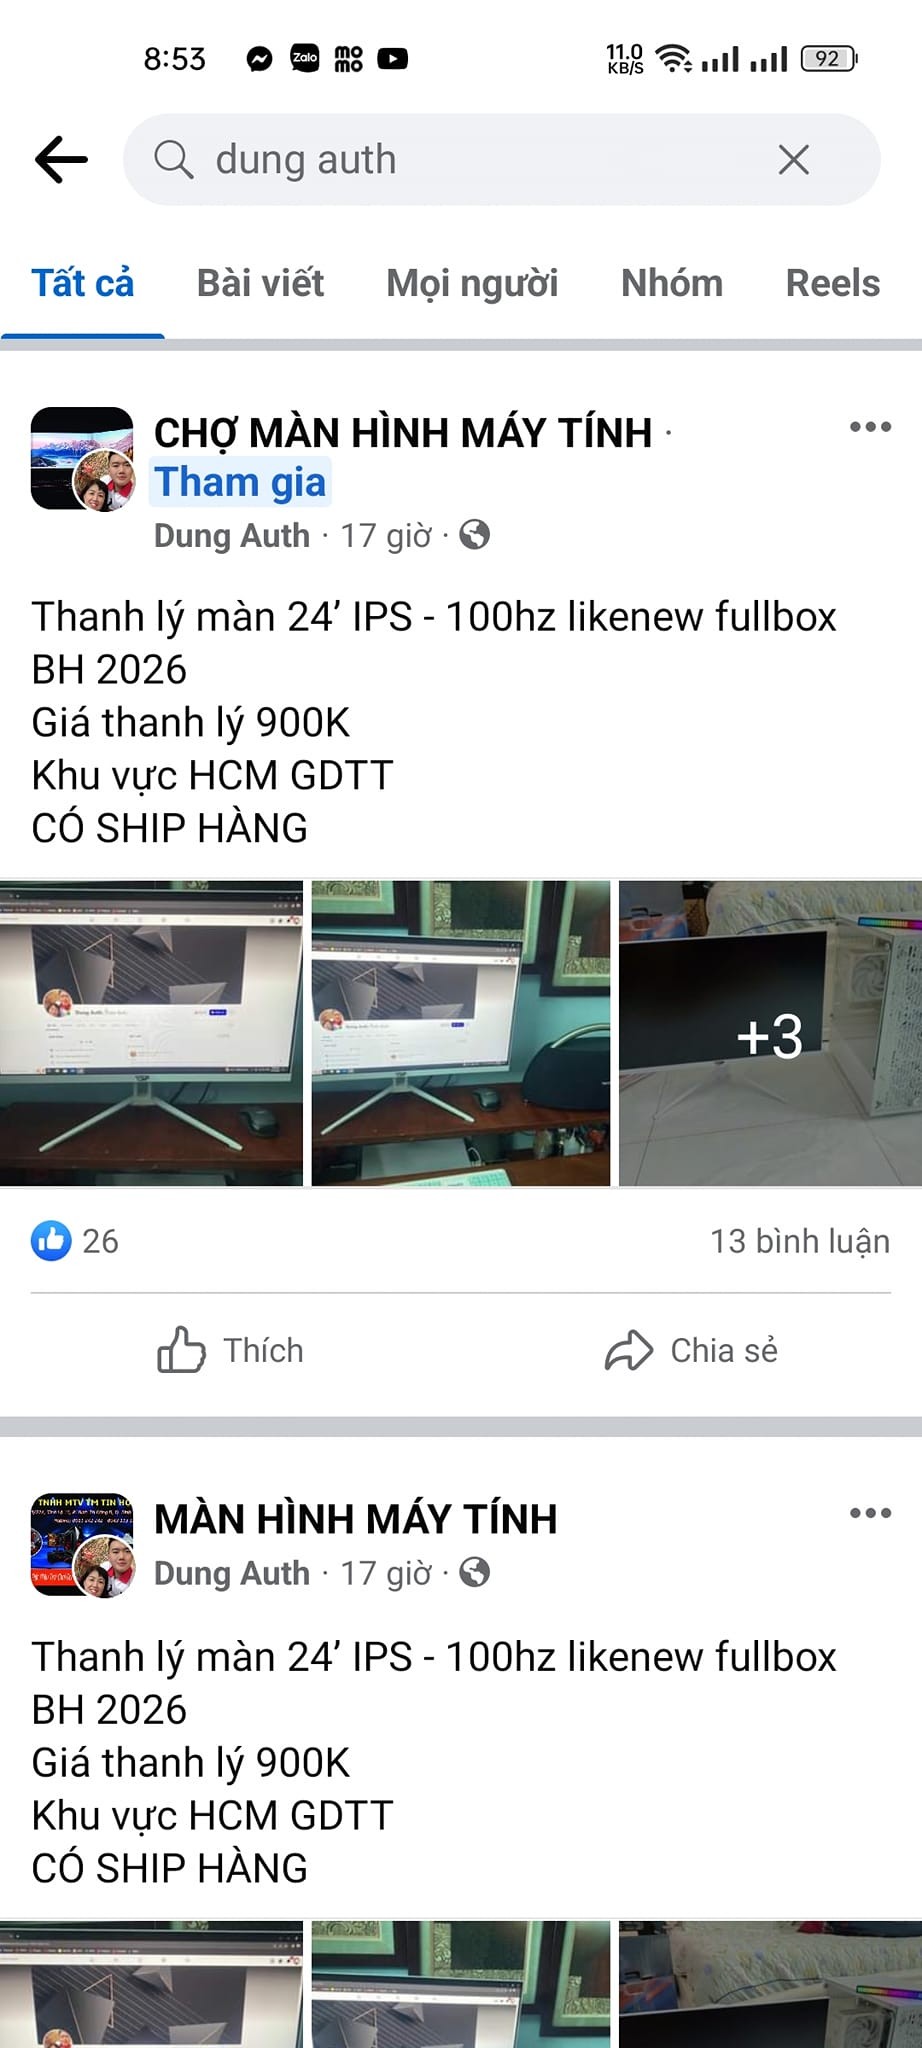 8:53
Zalo
mo
mo
11.0
KB/S
92
dung auth
Tất cả
Bài viết
Mọi người
Nhóm
Reels
CHỢ MÀN HÌNH MÁY TÍNH ·
Tham gia
Dung Auth · 17 giờ ·
Thanh lý màn 24’ IPS - 100hz likenew fullbox
BH 2026
Giá thanh lý 900K
Khu vực HCM GDTT
CÓ SHIP HÀNG
+3
26
13 bình luận
Thích
Chia sẻ
MÀN HÌNH MÁY TÍNH
Dung Auth · 17 giờ ·
Thanh lý màn 24’ IPS - 100hz likenew fullbox
BH 2026
Giá thanh lý 900K
Khu vực HCM GDTT
CÓ SHIP HÀNG